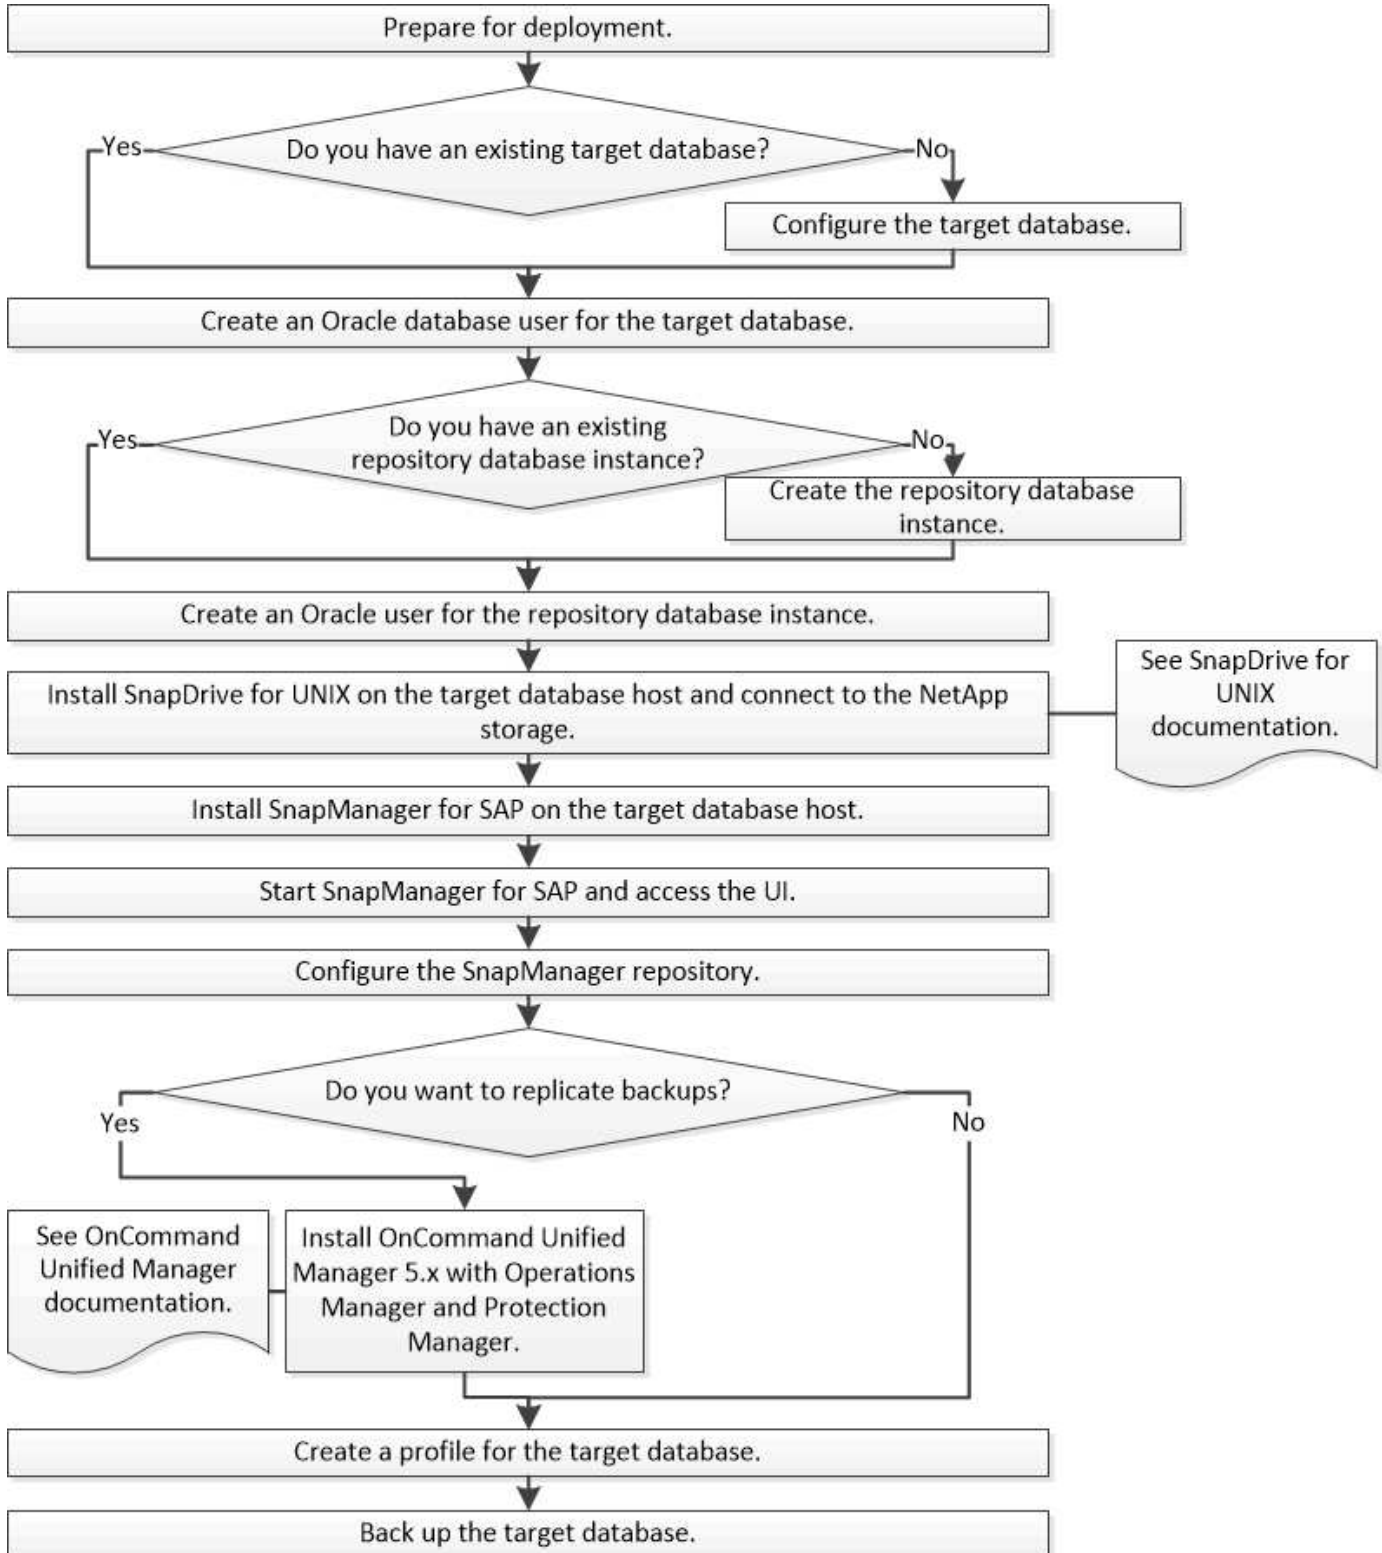 Prepare for deployment.
Do you have an existing target database?
Yes
No
Configure the target database.
Create an Oracle database user for the target database.
Do you have an existing
repository database instance?
Yes
No
Create the repository database
instance.
Create an Oracle user for the repository database instance.
Install SnapDrive for UNIX on the target database host and connect to the NetApp
storage.
See SnapDrive for
UNIX
documentation.
Install SnapManager for SAP on the target database host.
Start SnapManager for SAP and access the UI.
Configure the SnapManager repository.
Do you want to replicate backups?
Yes
No
See OnCommand
Unified Manager
documentation.
Install OnCommand Unified
Manager 5.x with Operations
Manager and Protection
Manager.
Create a profile for the target database.
Back up the target database.